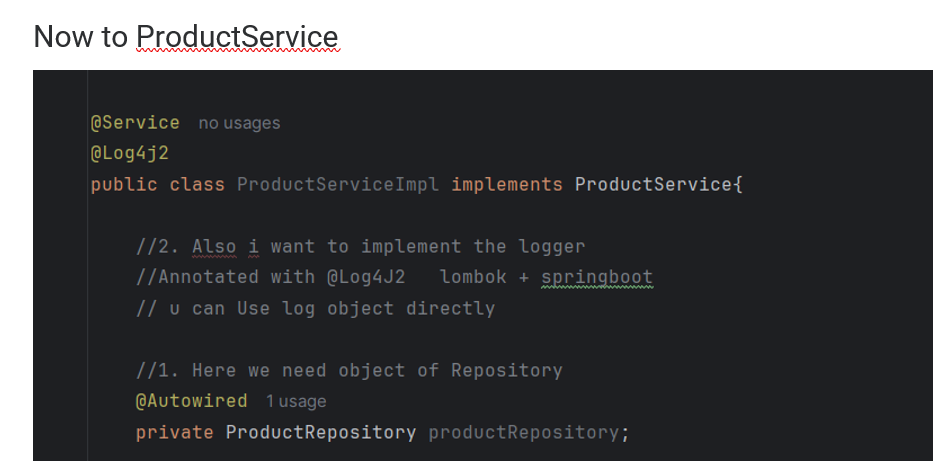 Now to ProductService
@Service no usages
@Log4j2
public class ProductServiceImpl implements ProductService{
//2. Also i want to implement the logger
//Annotated with @Log4J2   lombok + springboot
// u can Use log object directly
//1. Here we need object of Repository
@Autowired 1 usage
private ProductRepository productRepository;